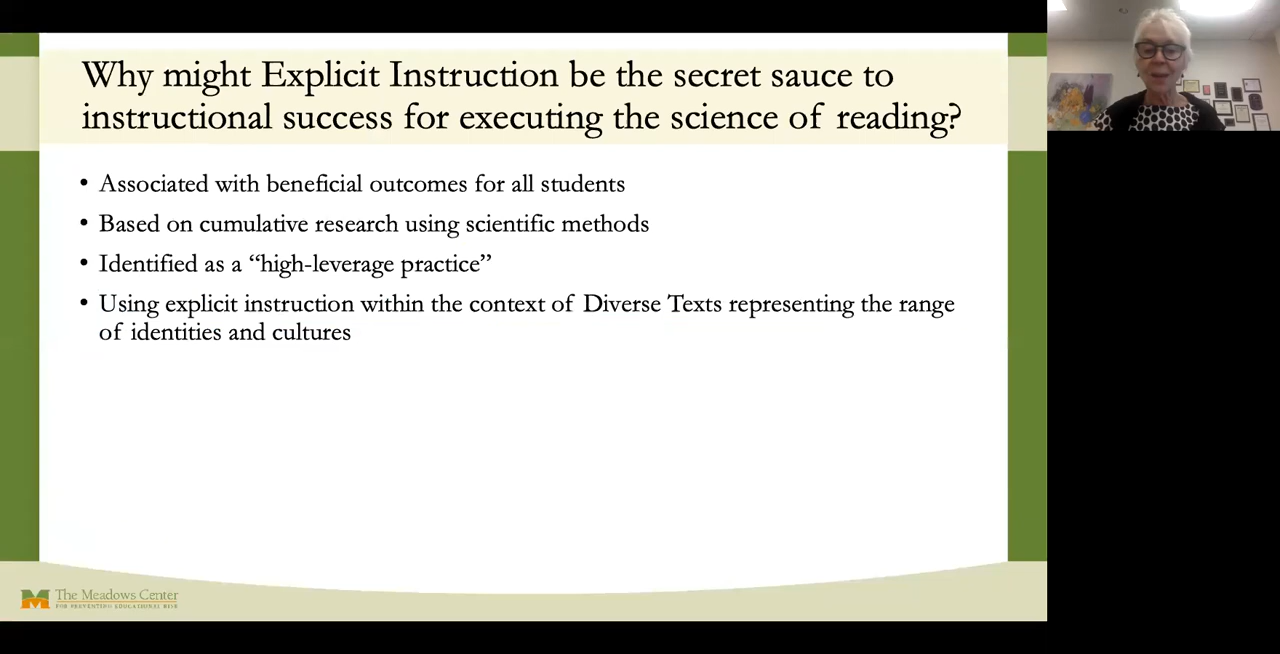 Why might Explicit Instruction be the secret sauce to
instructional success for executing the science of reading?
• Associated with beneficial outcomes for all students
• Based on cumulative research using scientific methods
• Identified as a “high-leverage practice”
• Using explicit instruction within the context of Diverse Texts representing the range
of identities and cultures
The Meadows Center
FOR PREVENTING EDUCATIONAL RISK